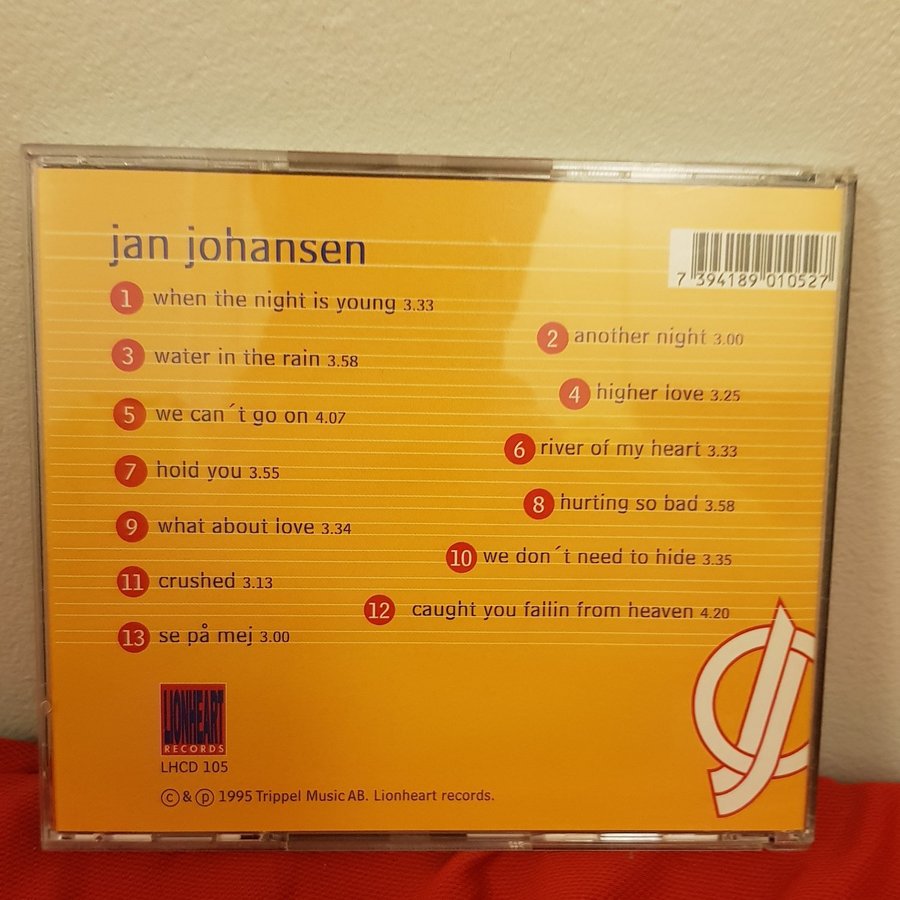 jan johansen
7 394189 010527
1 when the night is young 3.33
2 another night 3.00
3 water in the rain 3.58
4 higher love 3.25
5 we can´t go on 4.07
6 river of my heart 3.33
7 hold you 3.55
8 hurting so bad 3.58
9 what about love 3.34
10 we don´t need to hide 3.35
11 crushed 3.13
12 caught you fallin from heaven 4.20
13 se på mej 3.00
LIONHEART
RECORDS
LHCD 105
©&℗ 1995 Trippel Music AB. Lionheart records.